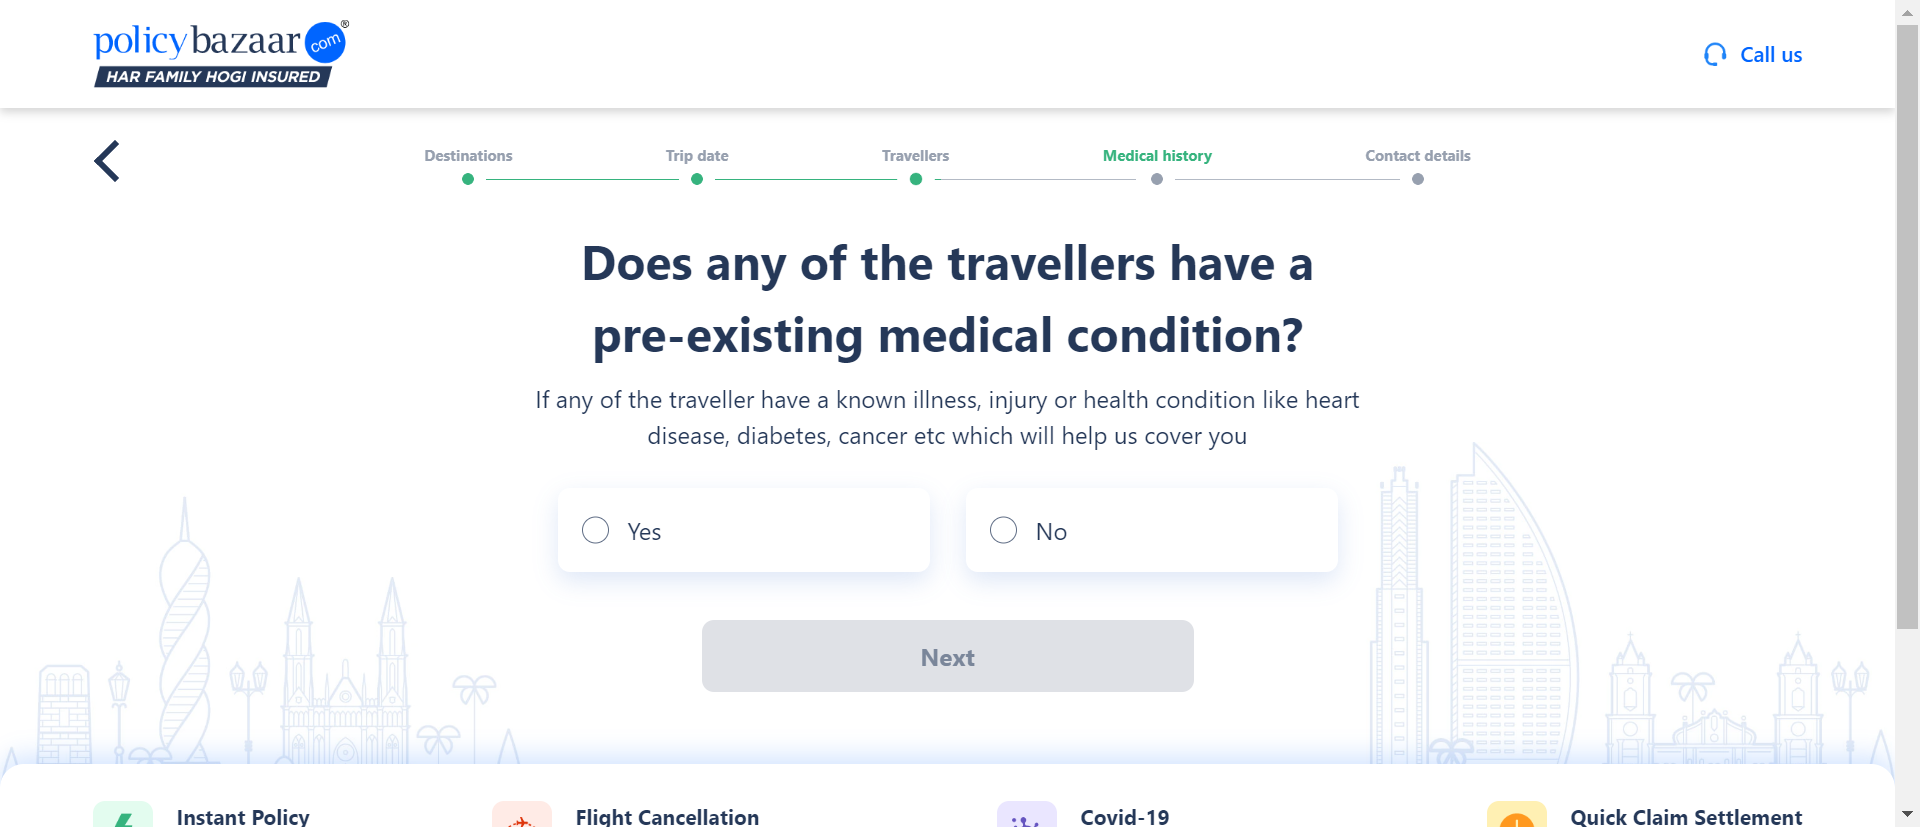 policybazaar com ®
HAR FAMILY HOGI INSURED
Call us
Destinations
Trip date
Travellers
Medical history
Contact details
Does any of the travellers have a
pre-existing medical condition?
If any of the traveller have a known illness, injury or health condition like heart
disease, diabetes, cancer etc which will help us cover you
Yes
No
Next
Instant Policy
Flight Cancellation
Covid-19
Quick Claim Settlement